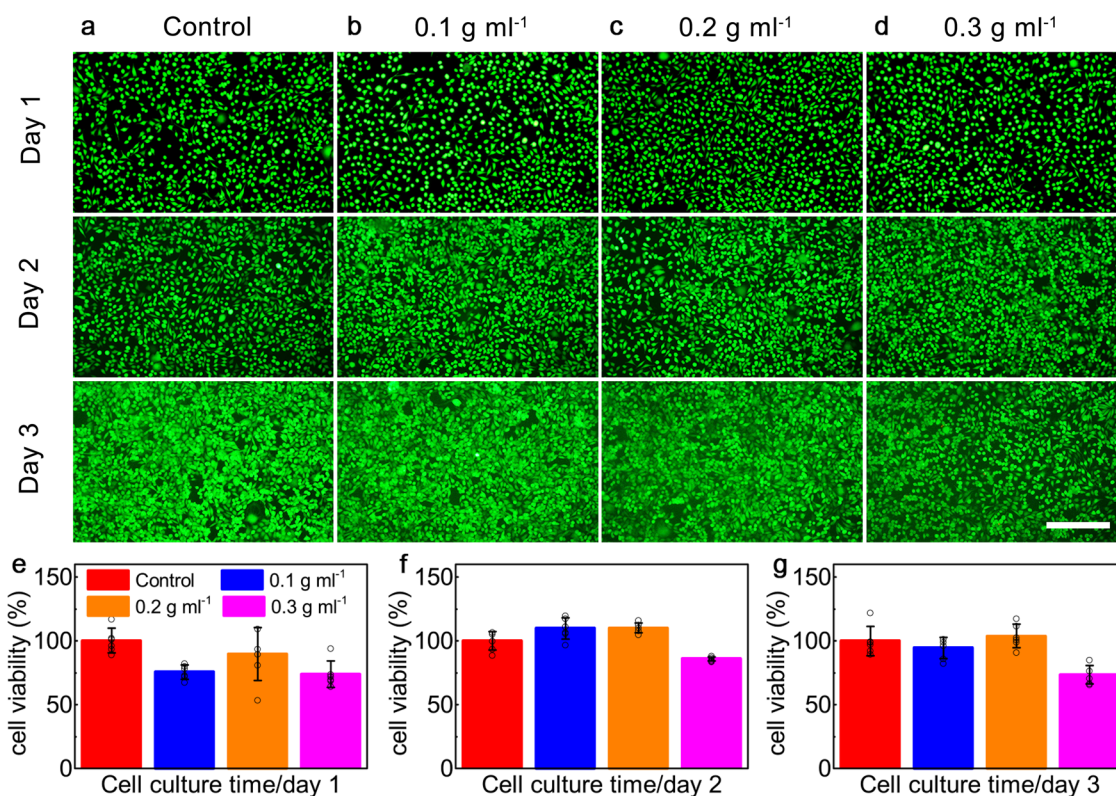 a Control b 0.1 g ml⁻¹ c 0.2 g ml⁻¹ d 0.3 g ml⁻¹
Day 1
Day 2
Day 3
e f g
cell viability (%)
150
100
50
0
Control 0.1 g ml⁻¹
0.2 g ml⁻¹ 0.3 g ml⁻¹
Cell culture time/day 1
cell viability (%)
150
100
50
0
Cell culture time/day 2
cell viability (%)
150
100
50
0
Cell culture time/day 3